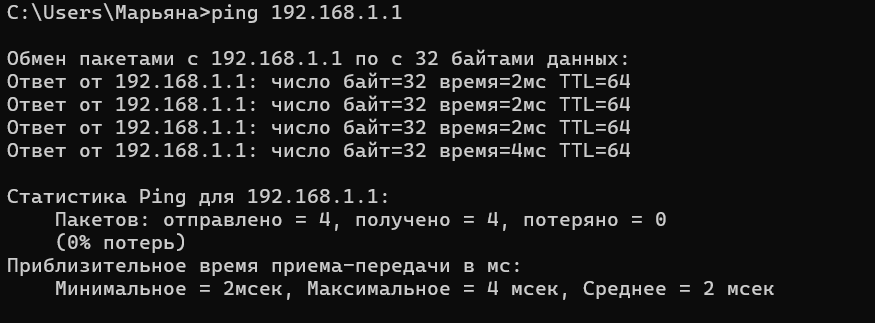 C:\Users\Марьяна>ping 192.168.1.1
Обмен пакетами с 192.168.1.1 по с 32 байтами данных:
Ответ от 192.168.1.1: число байт=32 время=2мс TTL=64
Ответ от 192.168.1.1: число байт=32 время=2мс TTL=64
Ответ от 192.168.1.1: число байт=32 время=2мс TTL=64
Ответ от 192.168.1.1: число байт=32 время=4мс TTL=64
Статистика Ping для 192.168.1.1:
Пакетов: отправлено = 4, получено = 4, потеряно = 0
(0% потерь)
Приблизительное время приема-передачи в мс:
Минимальное = 2мсек, Максимальное = 4 мсек, Среднее = 2 мсек